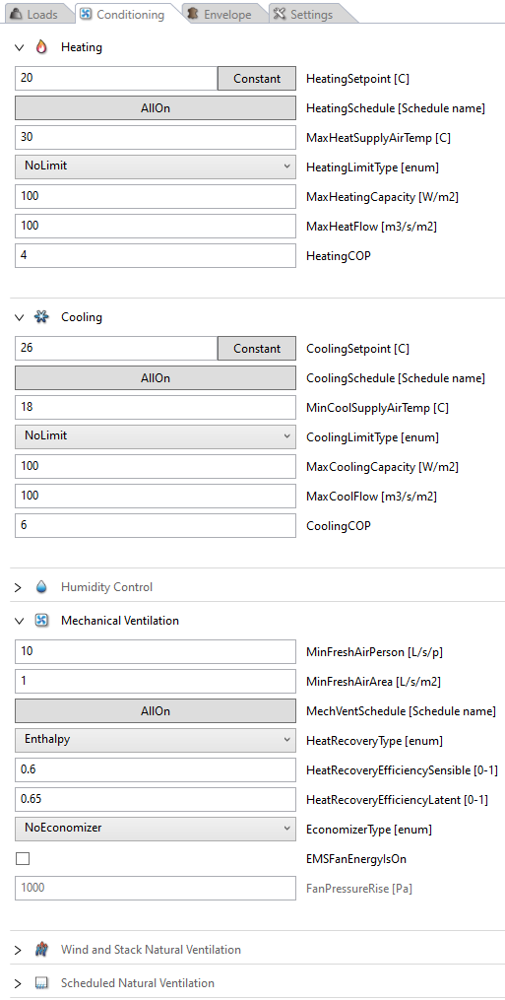 Loads Conditioning Envelope Settings
Heating
20 Constant HeatingSetpoint [C]
AllOn HeatingSchedule [Schedule name]
30 MaxHeatSupplyAirTemp [C]
NoLimit HeatingLimitType [enum]
100 MaxHeatingCapacity [W/m2]
100 MaxHeatFlow [m3/s/m2]
4 HeatingCOP
Cooling
26 Constant CoolingSetpoint [C]
AllOn CoolingSchedule [Schedule name]
18 MinCoolSupplyAirTemp [C]
NoLimit CoolingLimitType [enum]
100 MaxCoolingCapacity [W/m2]
100 MaxCoolFlow [m3/s/m2]
6 CoolingCOP
Humidity Control
Mechanical Ventilation
10 MinFreshAirPerson [L/s/p]
1 MinFreshAirArea [L/s/m2]
AllOn MechVentSchedule [Schedule name]
Enthalpy HeatRecoveryType [enum]
0.6 HeatRecoveryEfficiencySensible [0-1]
0.65 HeatRecoveryEfficiencyLatent [0-1]
NoEconomizer EconomizerType [enum]
EMSFanEnergyIsOn
1000 FanPressureRise [Pa]
Wind and Stack Natural Ventilation
Scheduled Natural Ventilation